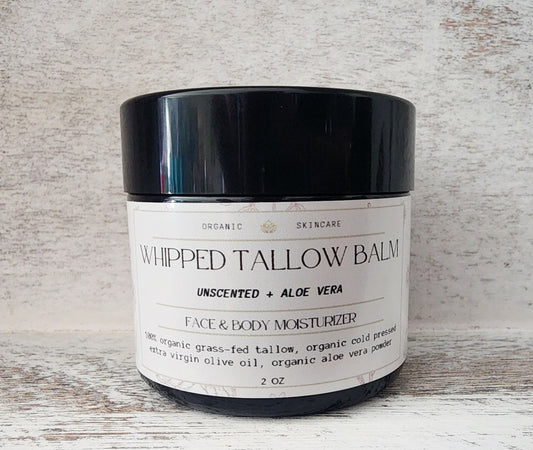 ORGANIC SKINCARE
WHIPPED TALLOW BALM
UNSCENTED + ALOE VERA
FACE & BODY MOISTURIZER
100% organic grass-fed tallow, organic cold pressed
extra virgin olive oil, organic aloe vera powder
2 OZ